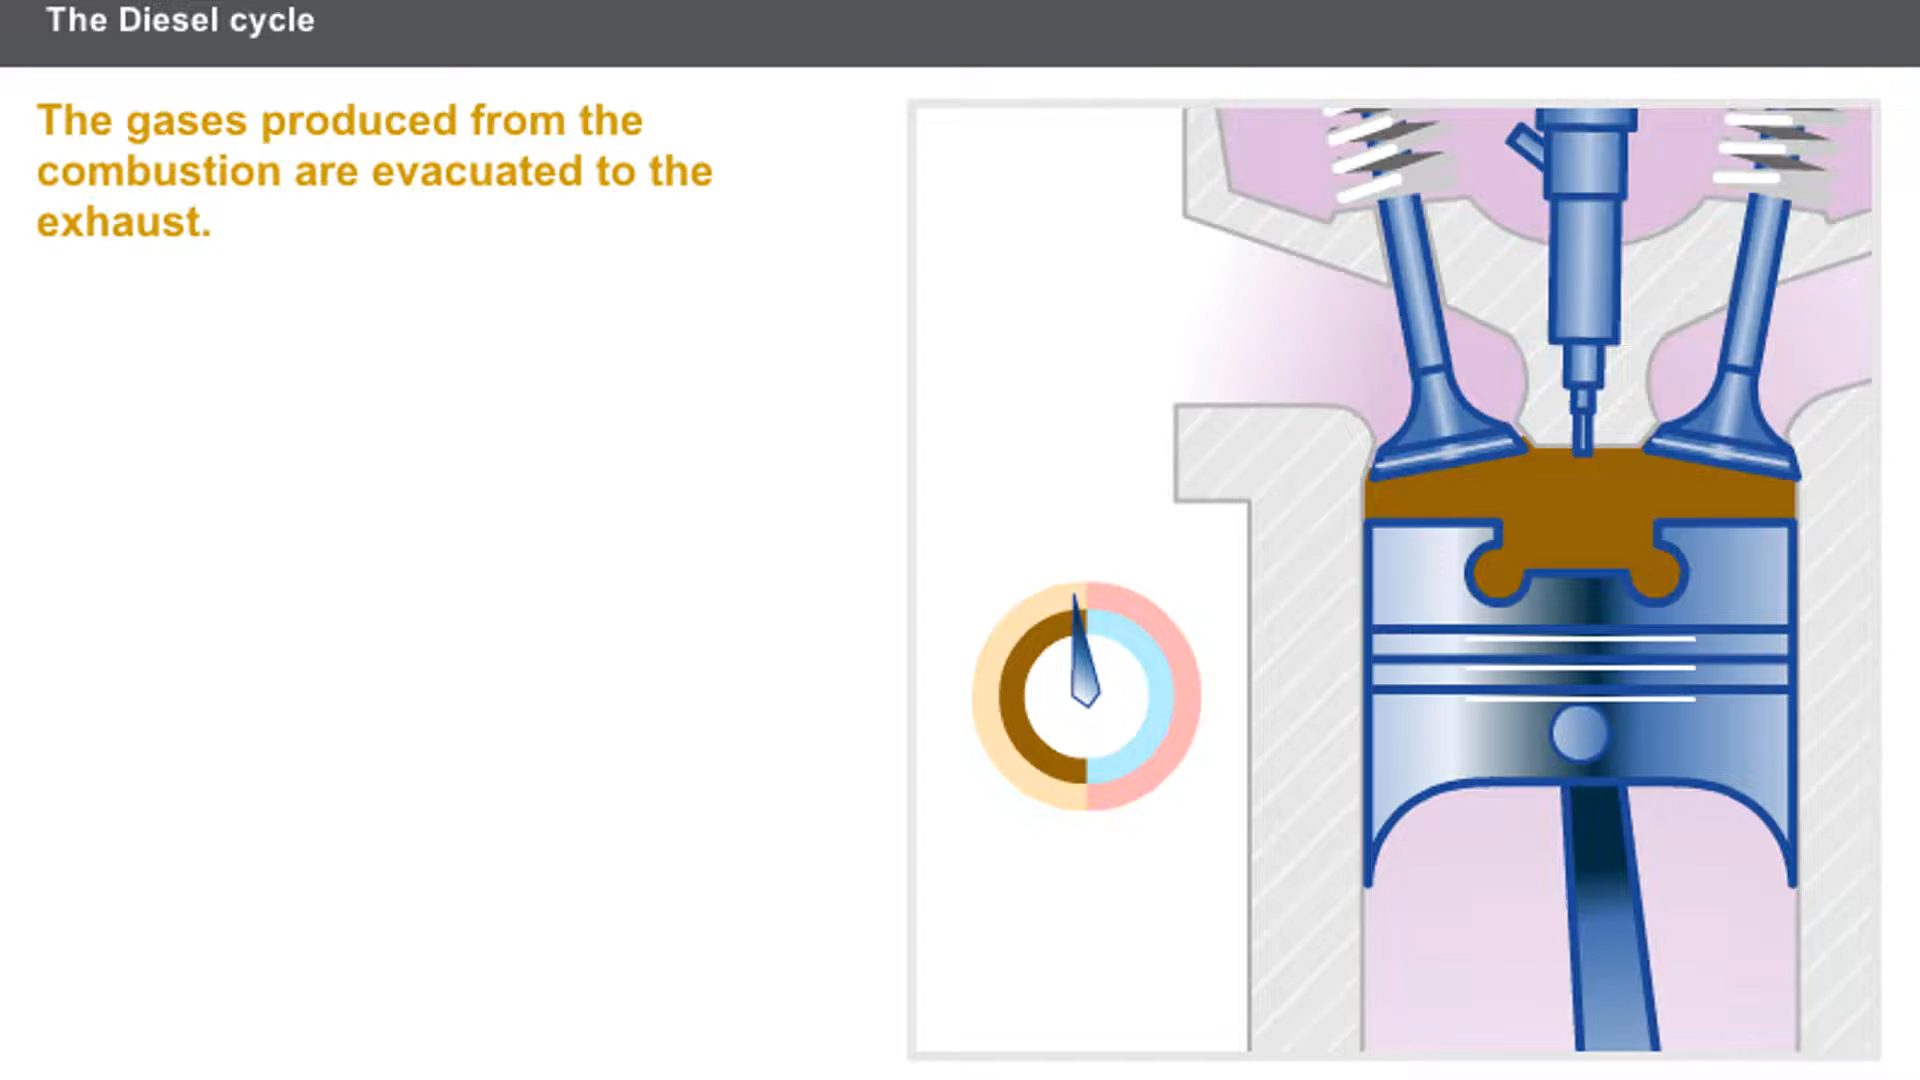 The Diesel cycle
The gases produced from the
combustion are evacuated to the
exhaust.